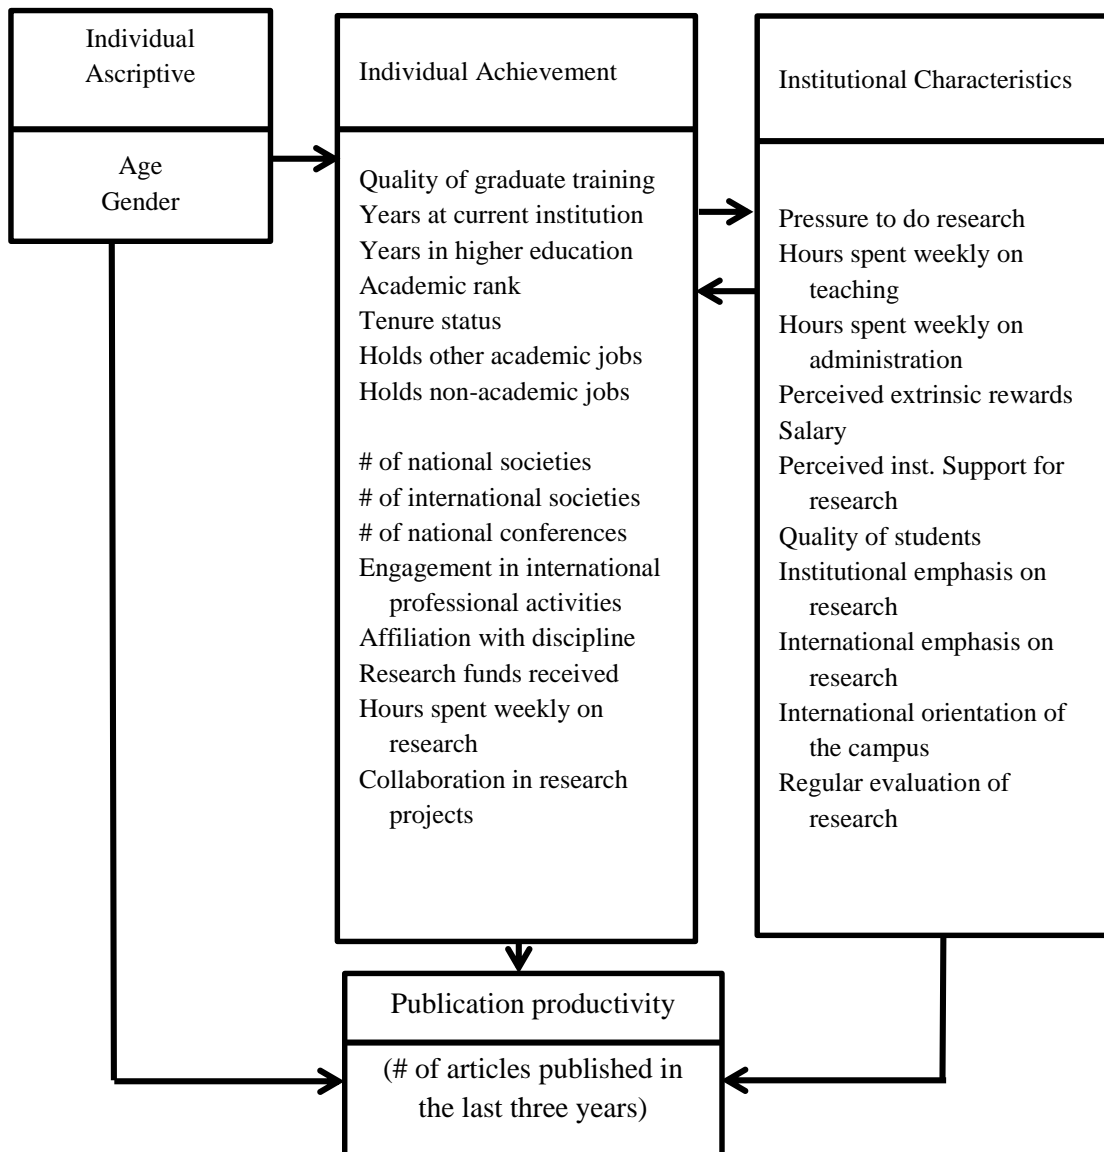 Individual
Ascriptive
Age
Gender
Individual Achievement
Quality of graduate training
Years at current institution
Years in higher education
Academic rank
Tenure status
Holds other academic jobs
Holds non-academic jobs
# of national societies
# of international societies
# of national conferences
Engagement in international
professional activities
Affiliation with discipline
Research funds received
Hours spent weekly on
research
Collaboration in research
projects
Institutional Characteristics
Pressure to do research
Hours spent weekly on
teaching
Hours spent weekly on
administration
Perceived extrinsic rewards
Salary
Perceived inst. Support for
research
Quality of students
Institutional emphasis on
research
International emphasis on
research
International orientation of
the campus
Regular evaluation of
research
Publication productivity
(# of articles published in
the last three years)